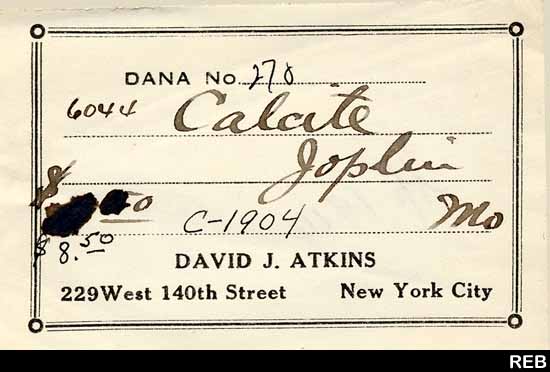 DANA No. 270
6044 Calcite
Joplin
C-1904 Mo
$8.50
DAVID J. ATKINS
229 West 140th Street New York City
REB